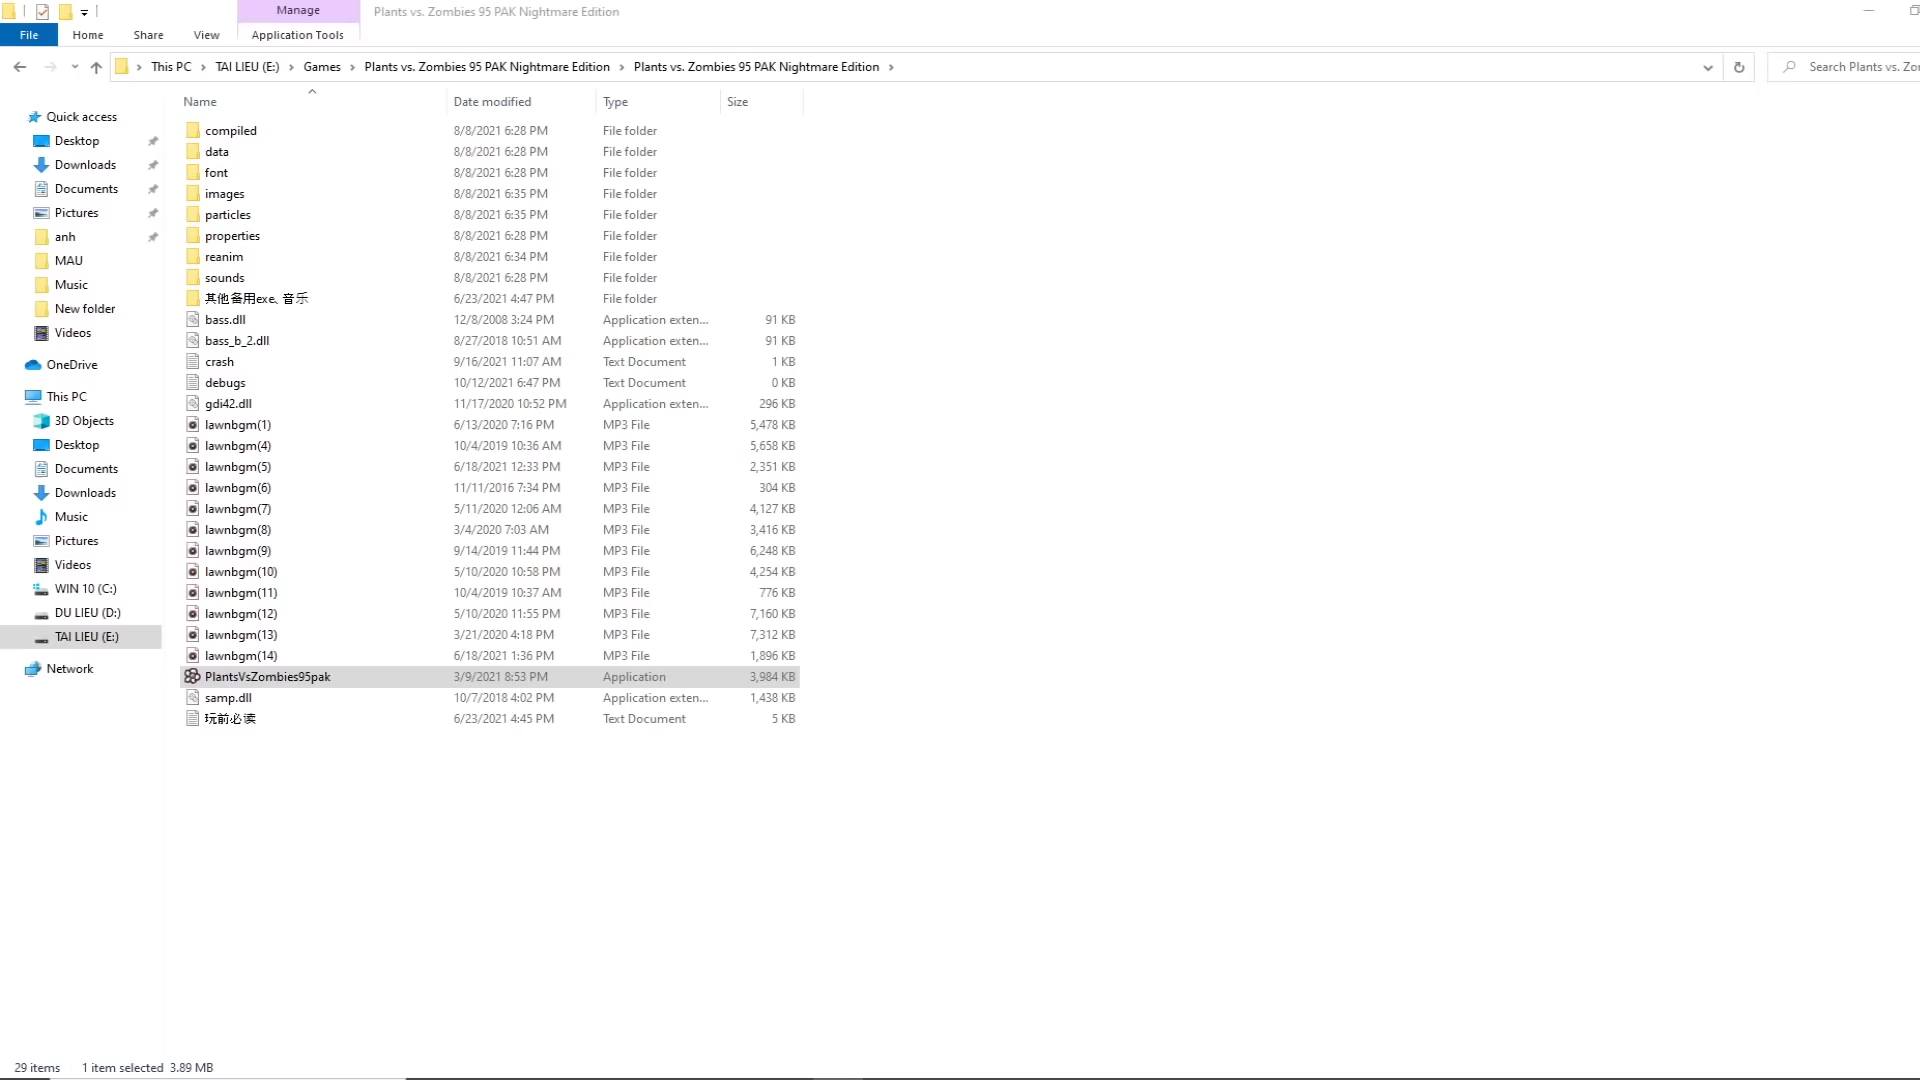 Manage
Plants vs. Zombies 95 PAK Nightmare Edition
File Home Share View Application Tools
This PC TAI LIEU (E:) Games Plants vs. Zombies 95 PAK Nightmare Edition Plants vs. Zombies 95 PAK Nightmare Edition
Search Plants vs. Zo
Name Date modified Type Size
Quick access
Desktop
Downloads
Documents
Pictures
anh
MAU
Music
New folder
Videos
OneDrive
This PC
3D Objects
Desktop
Documents
Downloads
Music
Pictures
Videos
WIN 10 (C:)
DU LIEU (D:)
TAI LIEU (E:)
Network
compiled 8/8/2021 6:28 PM File folder
data 8/8/2021 6:28 PM File folder
font 8/8/2021 6:28 PM File folder
images 8/8/2021 6:35 PM File folder
particles 8/8/2021 6:35 PM File folder
properties 8/8/2021 6:28 PM File folder
reanim 8/8/2021 6:34 PM File folder
sounds 8/8/2021 6:28 PM File folder
其他备用exe、音乐 6/23/2021 4:47 PM File folder
bass.dll 12/8/2008 3:24 PM Application exten... 91 KB
bass_b_2.dll 8/27/2018 10:51 AM Application exten... 91 KB
crash 9/16/2021 11:07 AM Text Document 1 KB
debugs 10/12/2021 6:47 PM Text Document 0 KB
gdi42.dll 11/17/2020 10:52 PM Application exten... 296 KB
lawnbgm(1) 6/13/2020 7:16 PM MP3 File 5,478 KB
lawnbgm(4) 10/4/2019 10:36 AM MP3 File 5,658 KB
lawnbgm(5) 6/18/2021 12:33 PM MP3 File 2,351 KB
lawnbgm(6) 11/11/2016 7:34 PM MP3 File 304 KB
lawnbgm(7) 5/11/2020 12:06 AM MP3 File 4,127 KB
lawnbgm(8) 3/4/2020 7:03 AM MP3 File 3,416 KB
lawnbgm(9) 9/14/2019 11:44 PM MP3 File 6,248 KB
lawnbgm(10) 5/10/2020 10:58 PM MP3 File 4,254 KB
lawnbgm(11) 10/4/2019 10:37 AM MP3 File 776 KB
lawnbgm(12) 5/10/2020 11:55 PM MP3 File 7,160 KB
lawnbgm(13) 3/21/2020 4:18 PM MP3 File 7,312 KB
lawnbgm(14) 6/18/2021 1:36 PM MP3 File 1,896 KB
PlantsVsZombies95pak 3/9/2021 8:53 PM Application 3,984 KB
samp.dll 10/7/2018 4:02 PM Application exten... 1,438 KB
玩前必读 6/23/2021 4:45 PM Text Document 5 KB
29 items 1 item selected 3.89 MB